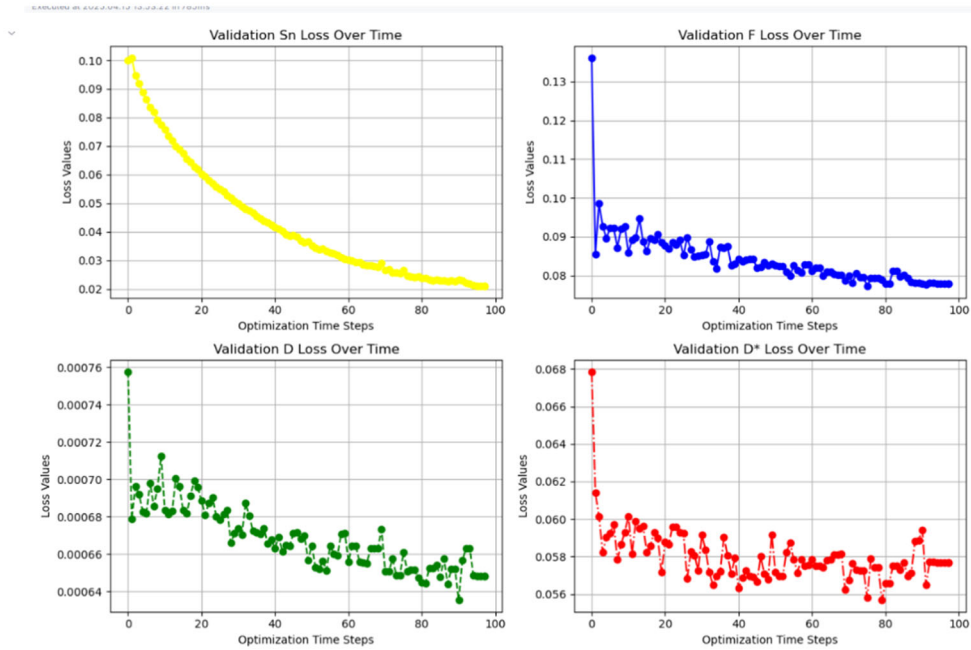 Validation Sn Loss Over Time
0.10
0.09
0.08
0.07
0.06
0.05
0.04
0.03
0.02
Loss Values
0 20 40 60 80 100
Optimization Time Steps
Validation F Loss Over Time
0.13
0.12
0.11
0.10
0.09
0.08
Loss Values
0 20 40 60 80 100
Optimization Time Steps
Validation D Loss Over Time
0.00076
0.00074
0.00072
0.00070
0.00068
0.00066
0.00064
Loss Values
0 20 40 60 80 100
Optimization Time Steps
Validation D* Loss Over Time
0.068
0.066
0.064
0.062
0.060
0.058
0.056
Loss Values
0 20 40 60 80 100
Optimization Time Steps